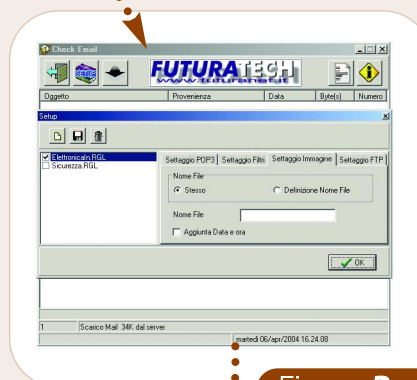 Check Email
SETUP
FUTURATECH
www.futuranet.it
Oggetto Provenienza Data Byte(s) Numero
Setup
ElettronicaIn.RGL
Sicurezza.RGL
Settaggio POP3 Settaggio Filtri Settaggio Immagine Settaggio FTP
Nome File
Stesso Definizione Nome File
Nome File
Aggiunta Data e ora
OK
1 Scarico Mail 34K dal server
martedì 06/apr/2004 16.24.08